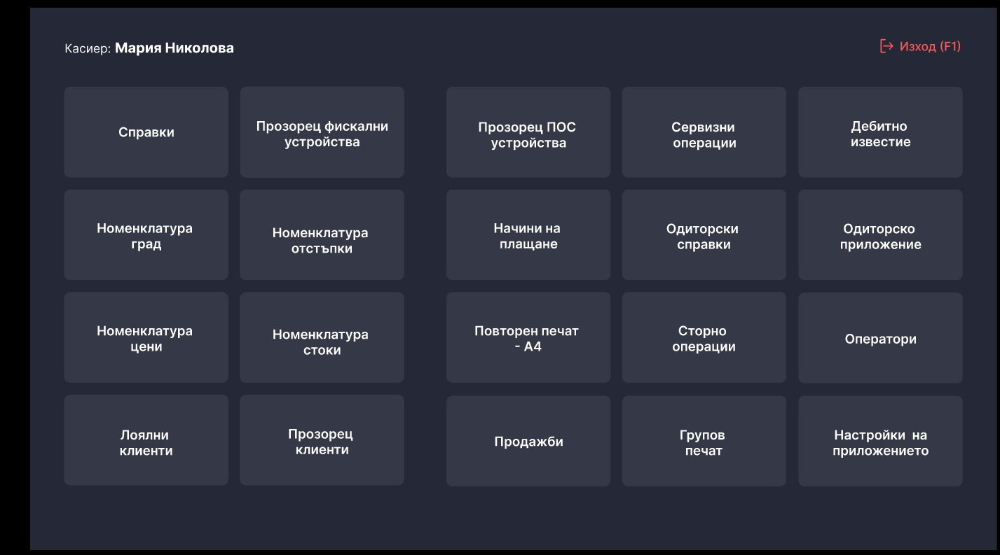 Касиер: Мария Николова
Изход (F1)
Справки
Прозорец фискални
устройства
Прозорец ПОС
устройства
Сервизни
операции
Дебитно
известие
Номенклатура
град
Номенклатура
отстъпки
Начини на
плащане
Одиторски
справки
Одиторско
приложение
Номенклатура
цени
Номенклатура
стоки
Повторен печат
- А4
Сторно
операции
Оператори
Лоялни
клиенти
Прозорец
клиенти
Продажби
Групов
печат
Настройки на
приложението